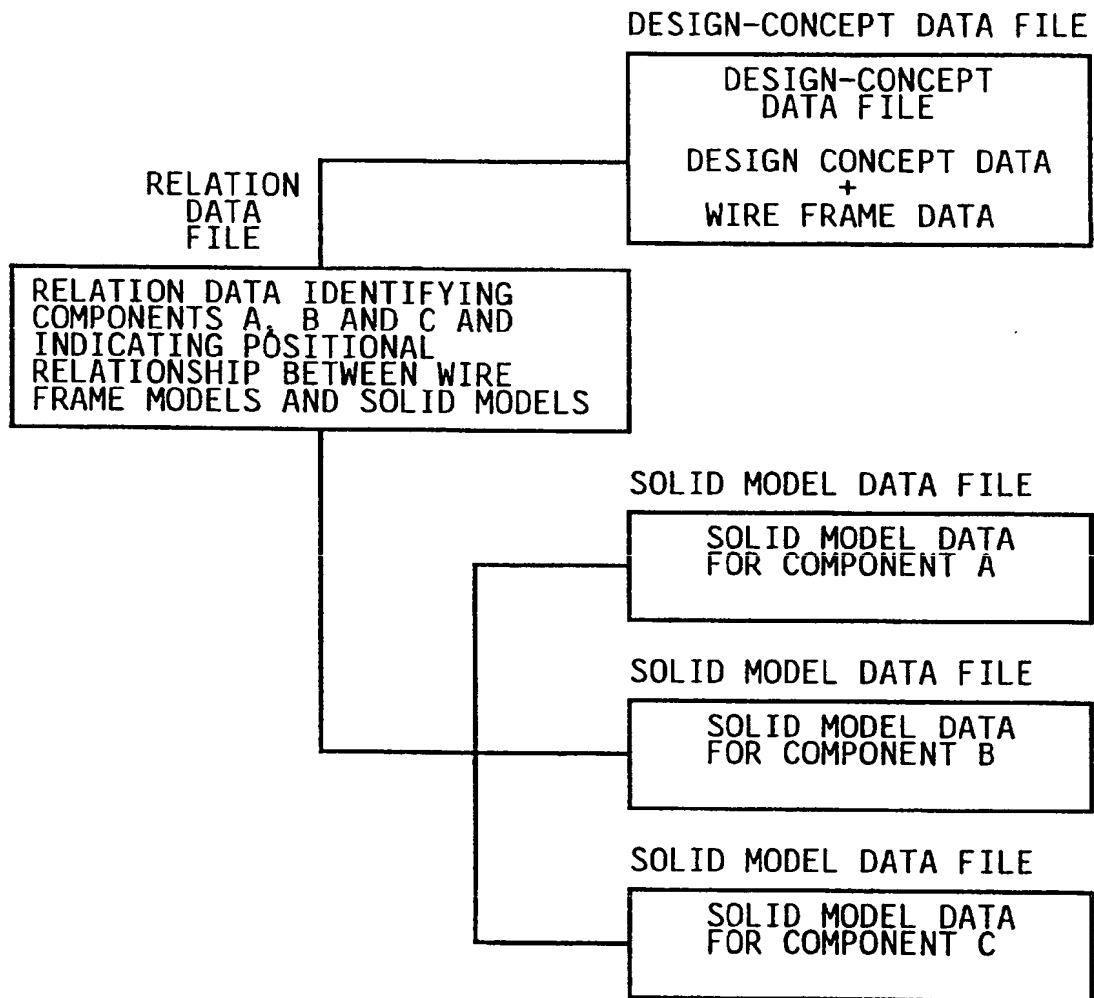 DESIGN-CONCEPT DATA FILE
DESIGN-CONCEPT
DATA FILE
DESIGN CONCEPT DATA
+
WIRE FRAME DATA
RELATION
DATA
FILE
RELATION DATA IDENTIFYING
COMPONENTS A, B AND C AND
INDICATING POSITIONAL
RELATIONSHIP BETWEEN WIRE
FRAME MODELS AND SOLID MODELS
SOLID MODEL DATA FILE
SOLID MODEL DATA
FOR COMPONENT A
SOLID MODEL DATA FILE
SOLID MODEL DATA
FOR COMPONENT B
SOLID MODEL DATA FILE
SOLID MODEL DATA
FOR COMPONENT C